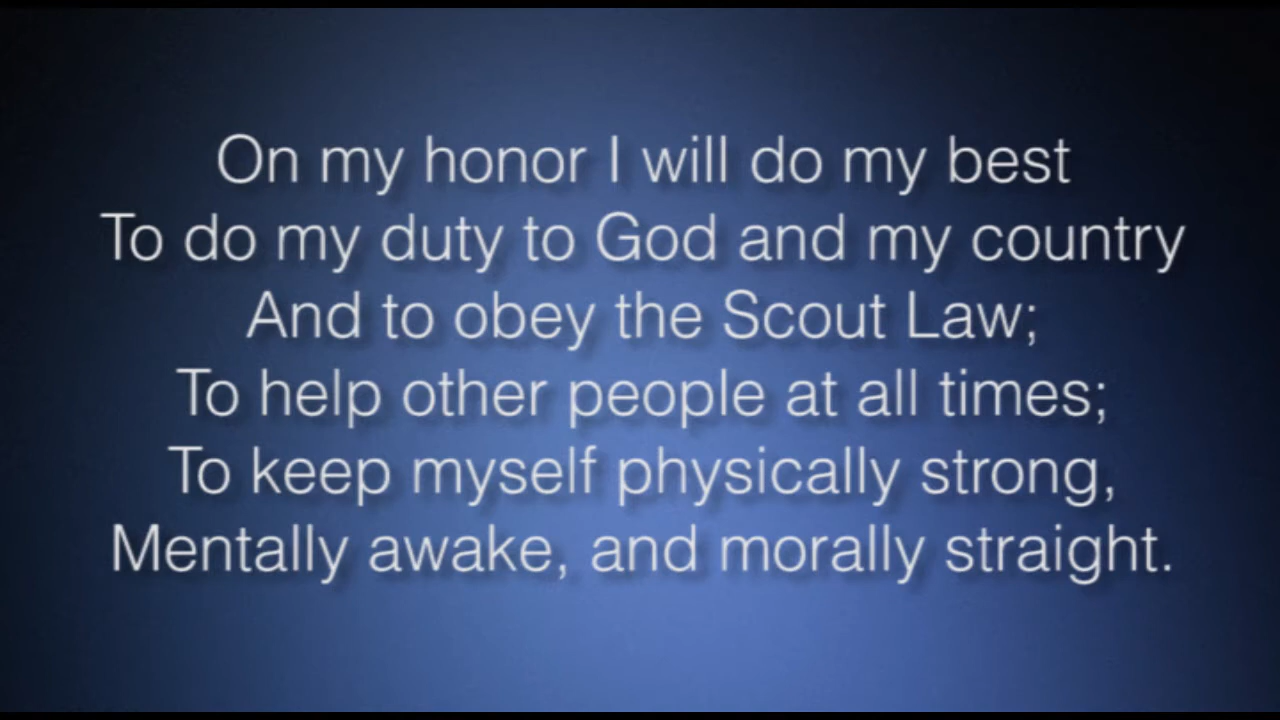 On my honor I will do my best
To do my duty to God and my country
And to obey the Scout Law;
To help other people at all times;
To keep myself physically strong,
Mentally awake, and morally straight.